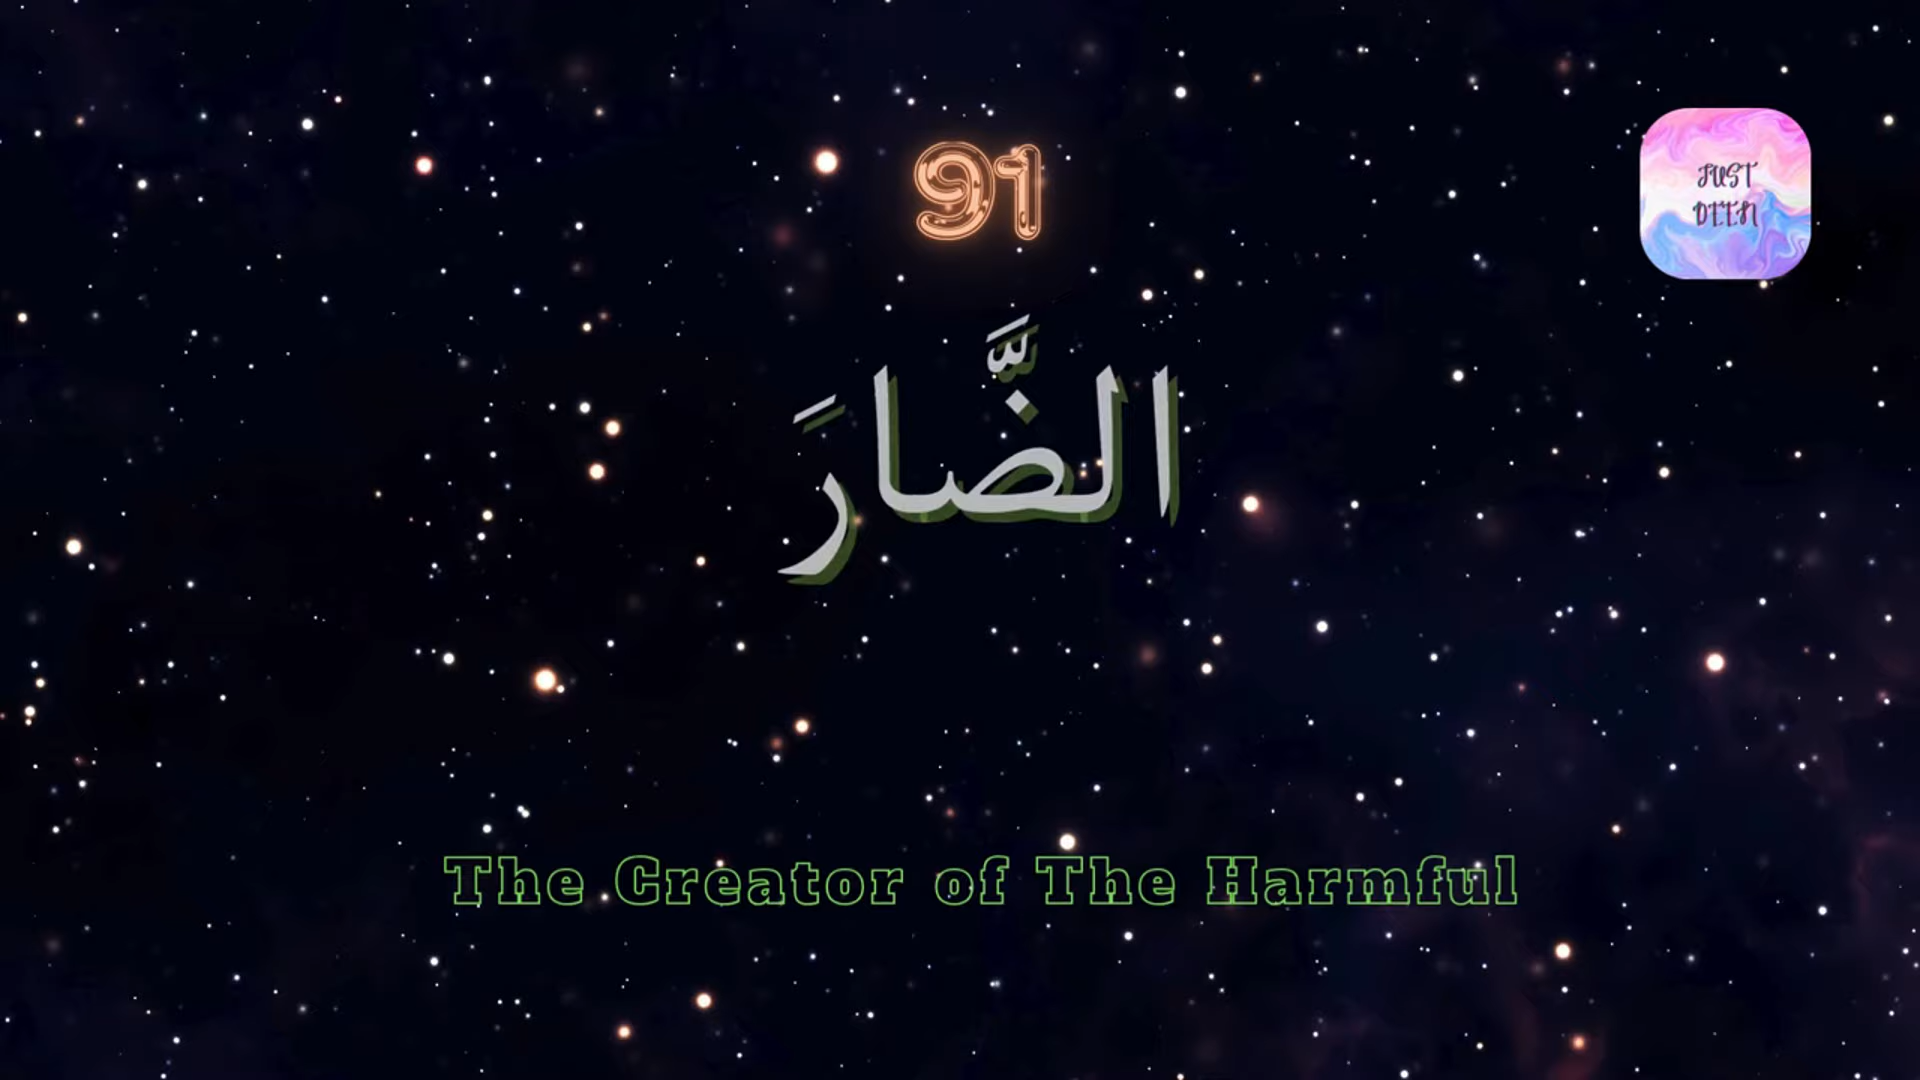 91
JUST
DEEN
الضَّارَ
The Creator of The Harmful